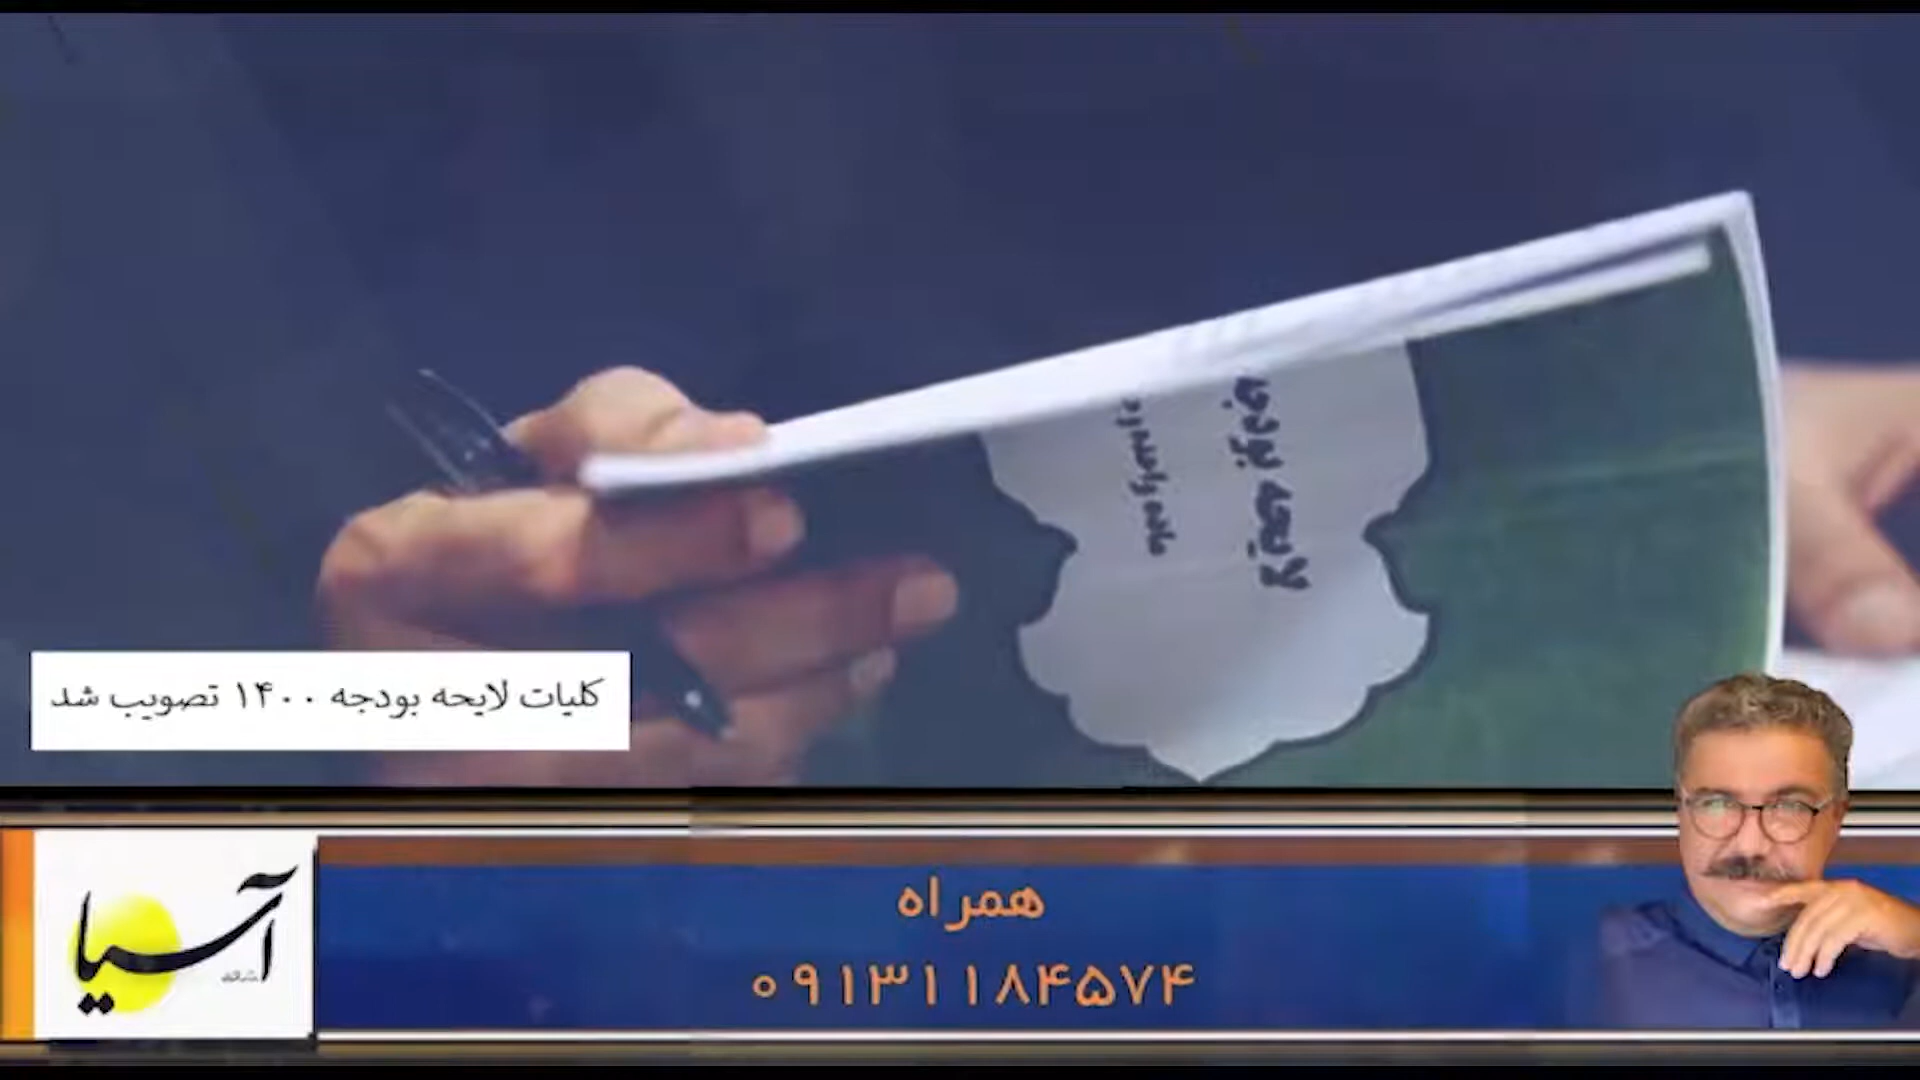 لایحه بودجه
کلیات لایحه بودجه ۱۴۰۰ تصویب شد
آسیا
همراه
۰۹۱۳۱۱۸۴۵۷۴